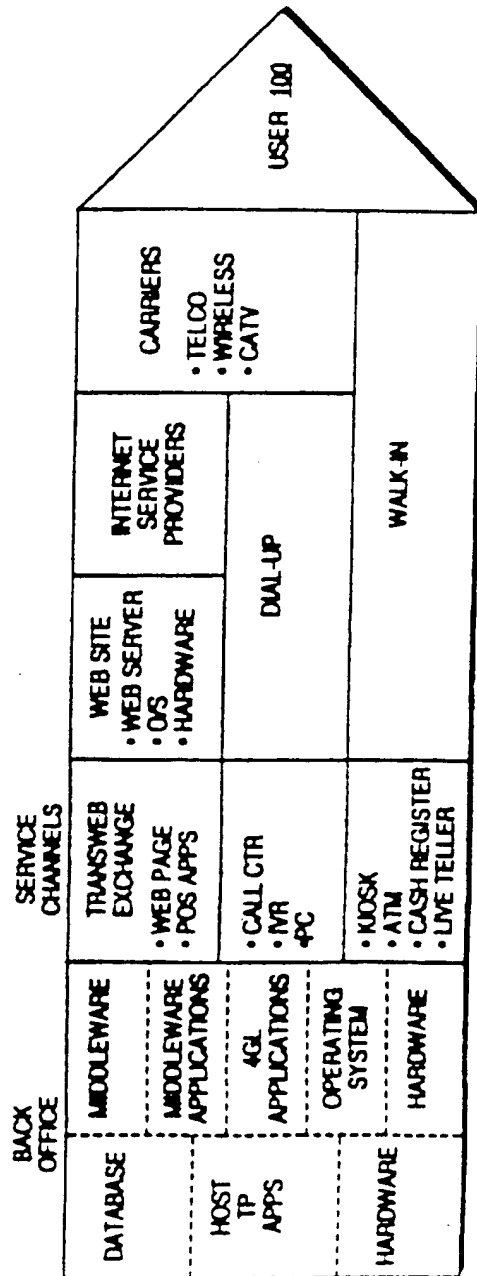 BACK
OFFICE
SERVICE
CHANNELS
DATABASE
HOST
TP
APPS
HARDWARE
MIDDLEWARE
MIDDLEWARE
APPLICATIONS
4GL
APPLICATIONS
OPERATING
SYSTEM
HARDWARE
TRANSWEB
EXCHANGE
• WEB PAGE
• POS APPS
• CALL CTR
• IVR
• PC
• KIOSK
• ATM
• CASH REGISTER
• LIVE TELLER
WEB SITE
• WEB SERVER
• O/S
• HARDWARE
INTERNET
SERVICE
PROVIDERS
DIAL-UP
CARRIERS
• TELCO
• WIRELESS
• CATV
WALK-IN
USER 100